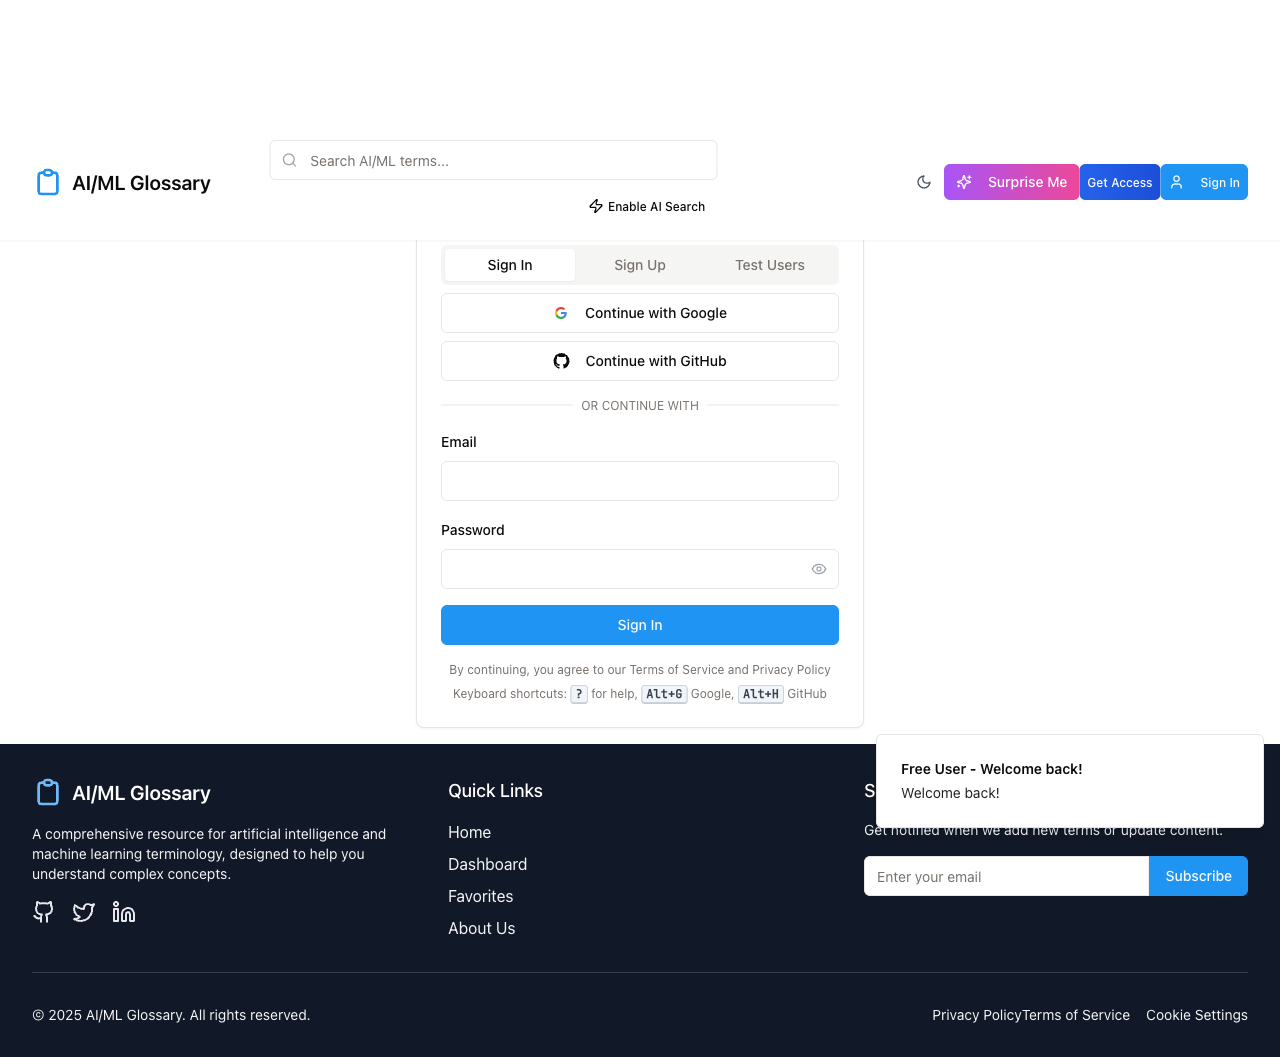 AI/ML Glossary
Search AI/ML terms...
Enable AI Search
Surprise Me
Get Access
Sign In
Sign In
Sign Up
Test Users
Continue with Google
Continue with GitHub
OR CONTINUE WITH
Email
Password
Sign In
By continuing, you agree to our Terms of Service and Privacy Policy
Keyboard shortcuts: ? for help, Alt+G Google, Alt+H GitHub
Free User - Welcome back!
Welcome back!
AI/ML Glossary
A comprehensive resource for artificial intelligence and
machine learning terminology, designed to help you
understand complex concepts.
Quick Links
Home
Dashboard
Favorites
About Us
Get notified when we add new terms or update content.
Enter your email
Subscribe
© 2025 AI/ML Glossary. All rights reserved.
Privacy PolicyTerms of Service
Cookie Settings